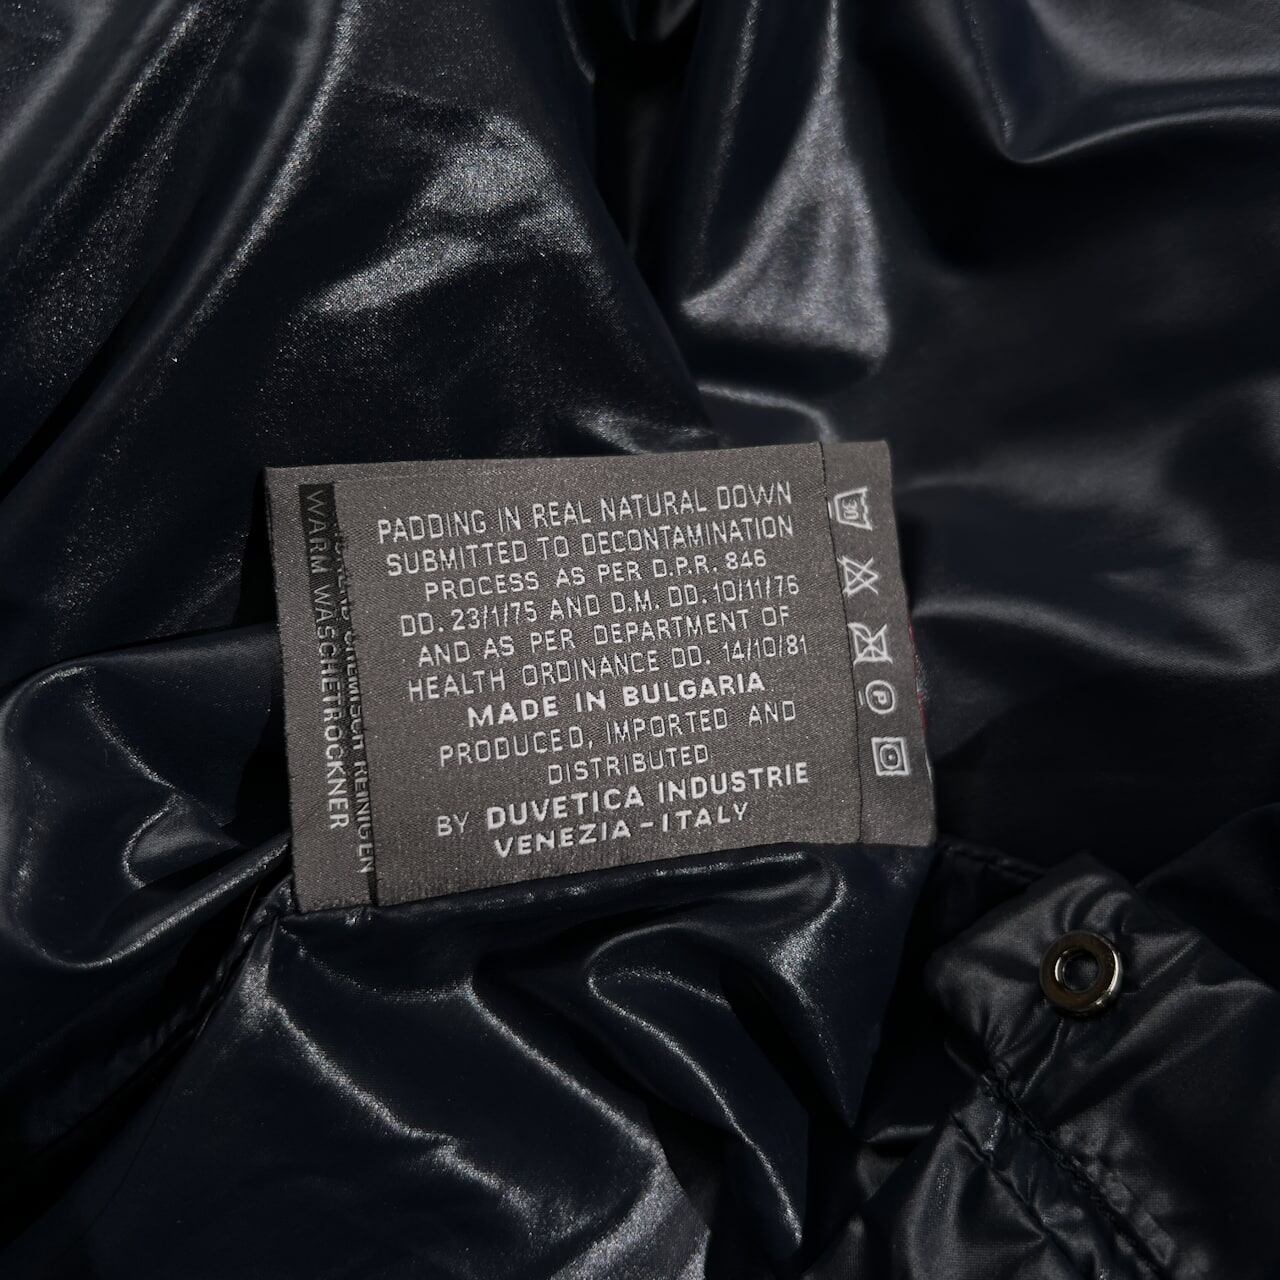 PADDING IN REAL NATURAL DOWN
SUBMITTED TO DECONTAMINATION
PROCESS AS PER D.P.R. 846
DD. 23/1/75 AND D.M. DD. 10/11/76
AND AS PER DEPARTMENT OF
HEALTH ORDINANCE DD. 14/10/81
MADE IN BULGARIA
PRODUCED, IMPORTED AND
DISTRIBUTED
BY DUVETICA INDUSTRIE
VENEZIA-ITALY
CHEMISCH REINIGEN
WARM WASCHETROCKNER
P